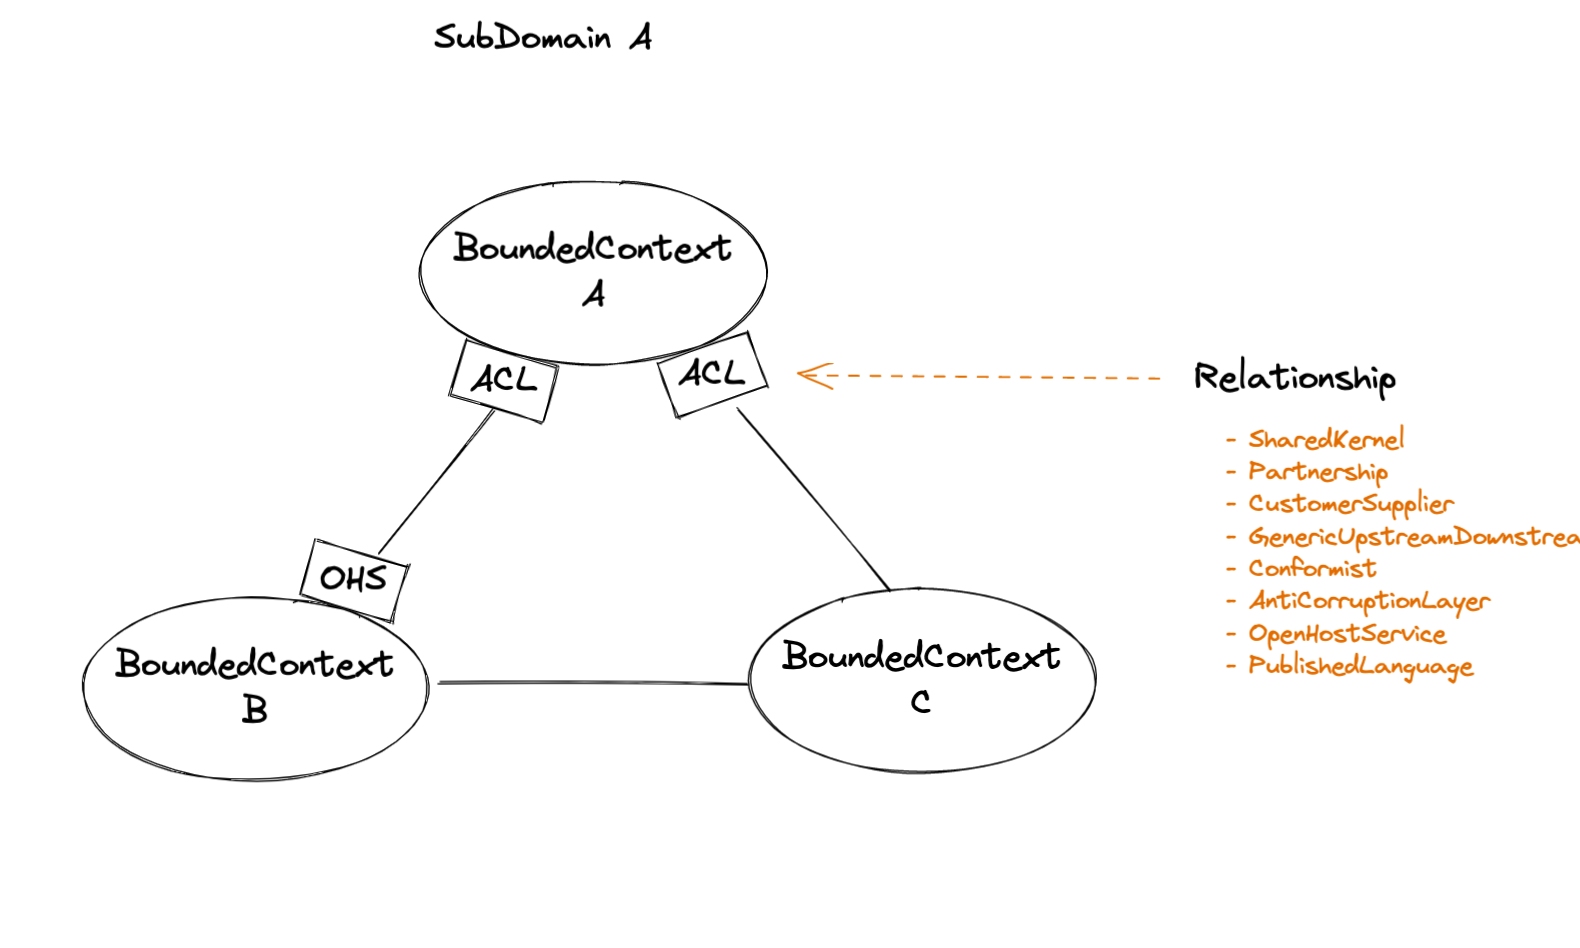 SubDomain A
BoundedContext
A
ACL
ACL
Relationship
- SharedKernel
- Partnership
- CustomerSupplier
- GenericUpstreamDownstrea
- Conformist
- AntiCorruptionLayer
- OpenHostService
- PublishedLanguage
OHS
BoundedContext
B
BoundedContext
C